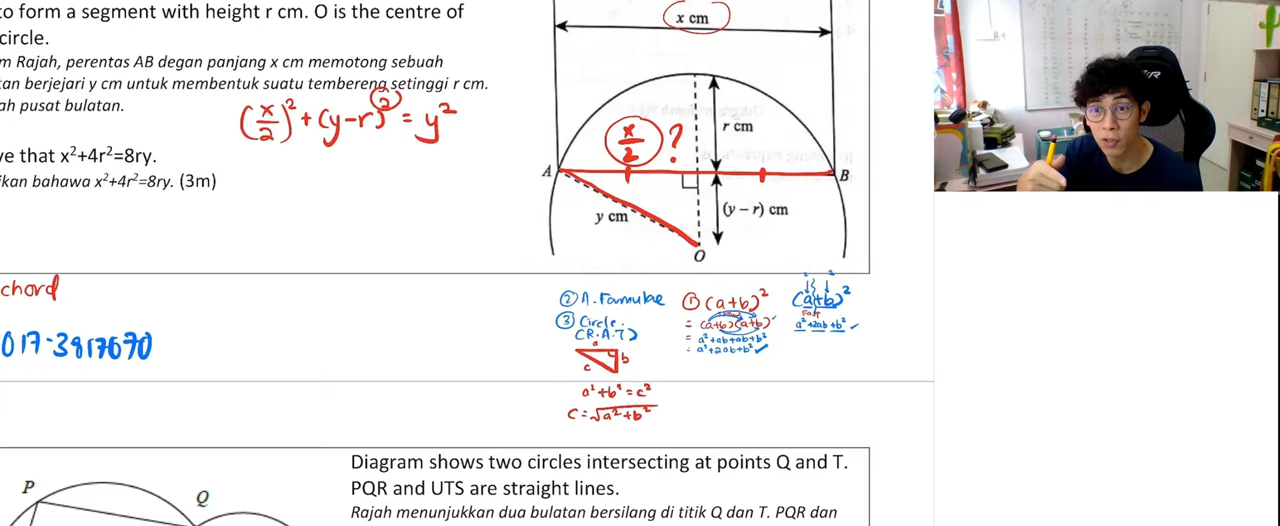 to form a segment with height r cm. O is the centre of
circle.
m Rajah, perentas AB degan panjang x cm memotong sebuah
tan berjejari y cm untuk membentuk suatu tembereng setinggi r cm.
ah pusat bulatan.
(x/2)² + (y-r)² = y²
ve that x²+4r²=8ry.
ikan bahawa x²+4r²=8ry. (3m)
x cm
r cm
x/2 ?
A
B
y cm
(y – r) cm
O
chord
017-3917670
② A. Formulae
③ Circle.
(R.A.T)
a
b
c
a² + b² = c²
c = √a² + b²
① (a+b)²
= (a+b)(a+b)
= a² + ab + ab + b²
= a² + 2ab + b²
(a+b)²
Fast
a² + 2ab + b²
Diagram shows two circles intersecting at points Q and T.
PQR and UTS are straight lines.
Rajah menunjukkan dua bulatan bersilang di titik Q dan T. PQR dan
P
Q